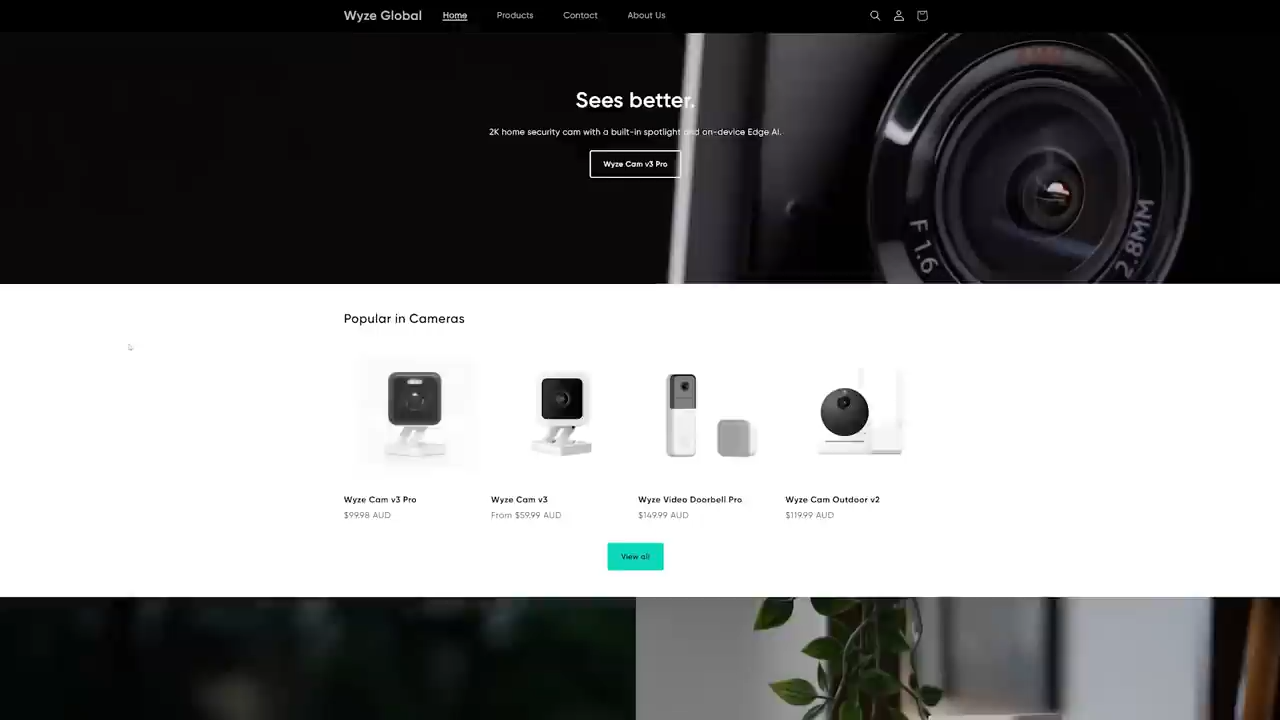 Wyze Global
Home
Products
Contact
About Us
Sees better.
2K home security cam with a built-in spotlight and on-device Edge AI.
Wyze Cam v3 Pro
F 1.6
2.8MM
Popular in Cameras
Wyze Cam v3 Pro
$99.98 AUD
Wyze Cam v3
From $59.99 AUD
Wyze Video Doorbell Pro
$149.99 AUD
Wyze Cam Outdoor v2
$119.99 AUD
View all